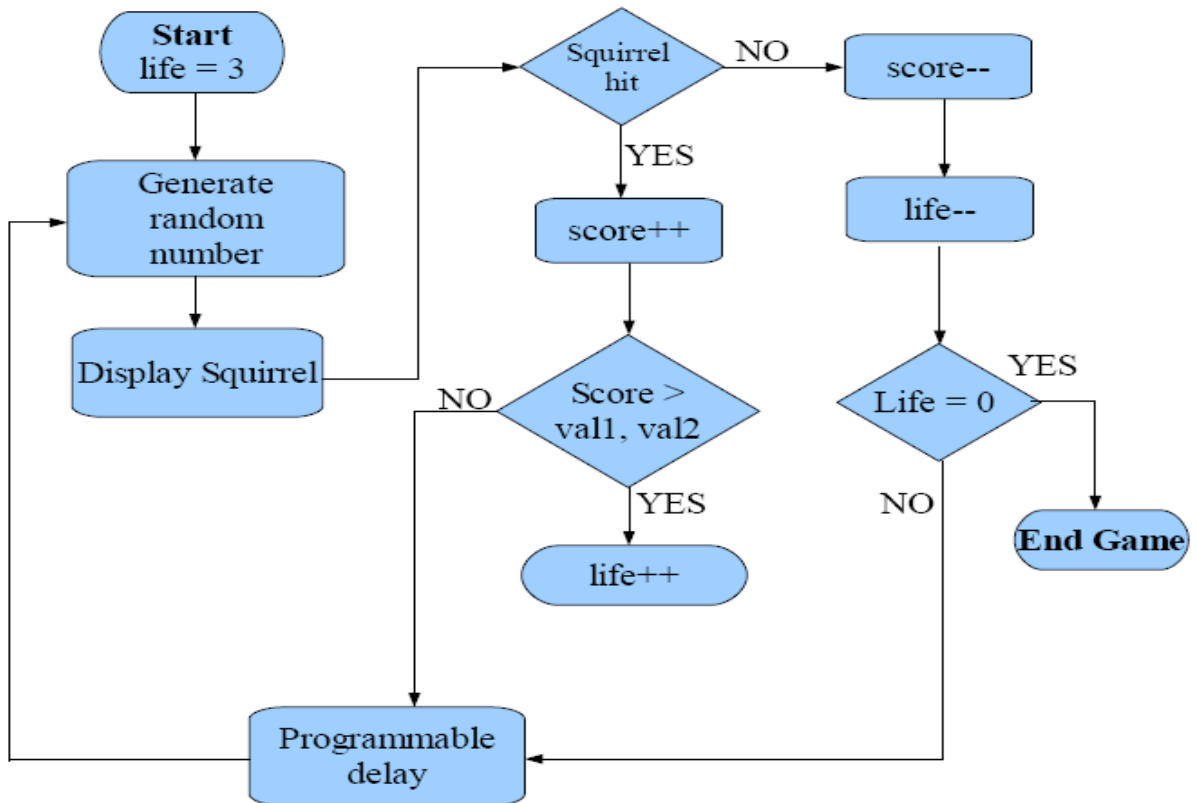 Start
life = 3
Generate
random
number
Display Squirrel
Squirrel
hit
NO
score--
YES
life--
score++
Score >
val1, val2
NO
YES
life++
Life = 0
YES
NO
End Game
Programmable
delay